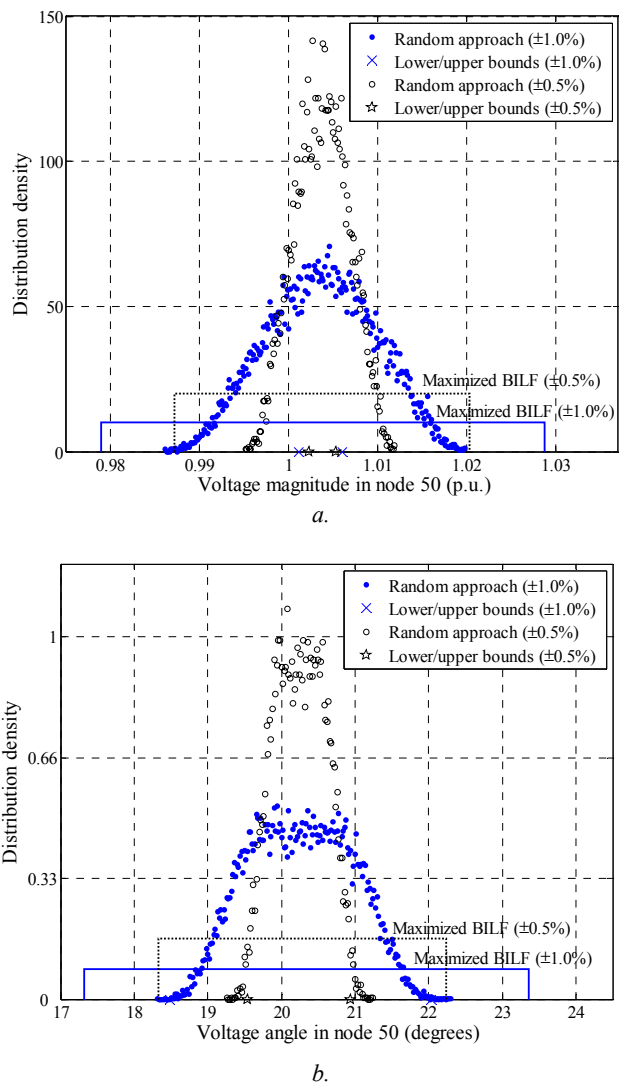 150
100
50
0
Distribution density
Random approach (±1.0%)
Lower/upper bounds (±1.0%)
Random approach (±0.5%)
Lower/upper bounds (±0.5%)
Maximized BILF (±0.5%)
Maximized BILF (±1.0%)
0.98 0.99 1 1.01 1.02 1.03
Voltage magnitude in node 50 (p.u.)
a.
1
0.66
0.33
0
Distribution density
Random approach (±1.0%)
Lower/upper bounds (±1.0%)
Random approach (±0.5%)
Lower/upper bounds (±0.5%)
Maximized BILF (±0.5%)
Maximized BILF (±1.0%)
17 18 19 20 21 22 23 24
Voltage angle in node 50 (degrees)
b.